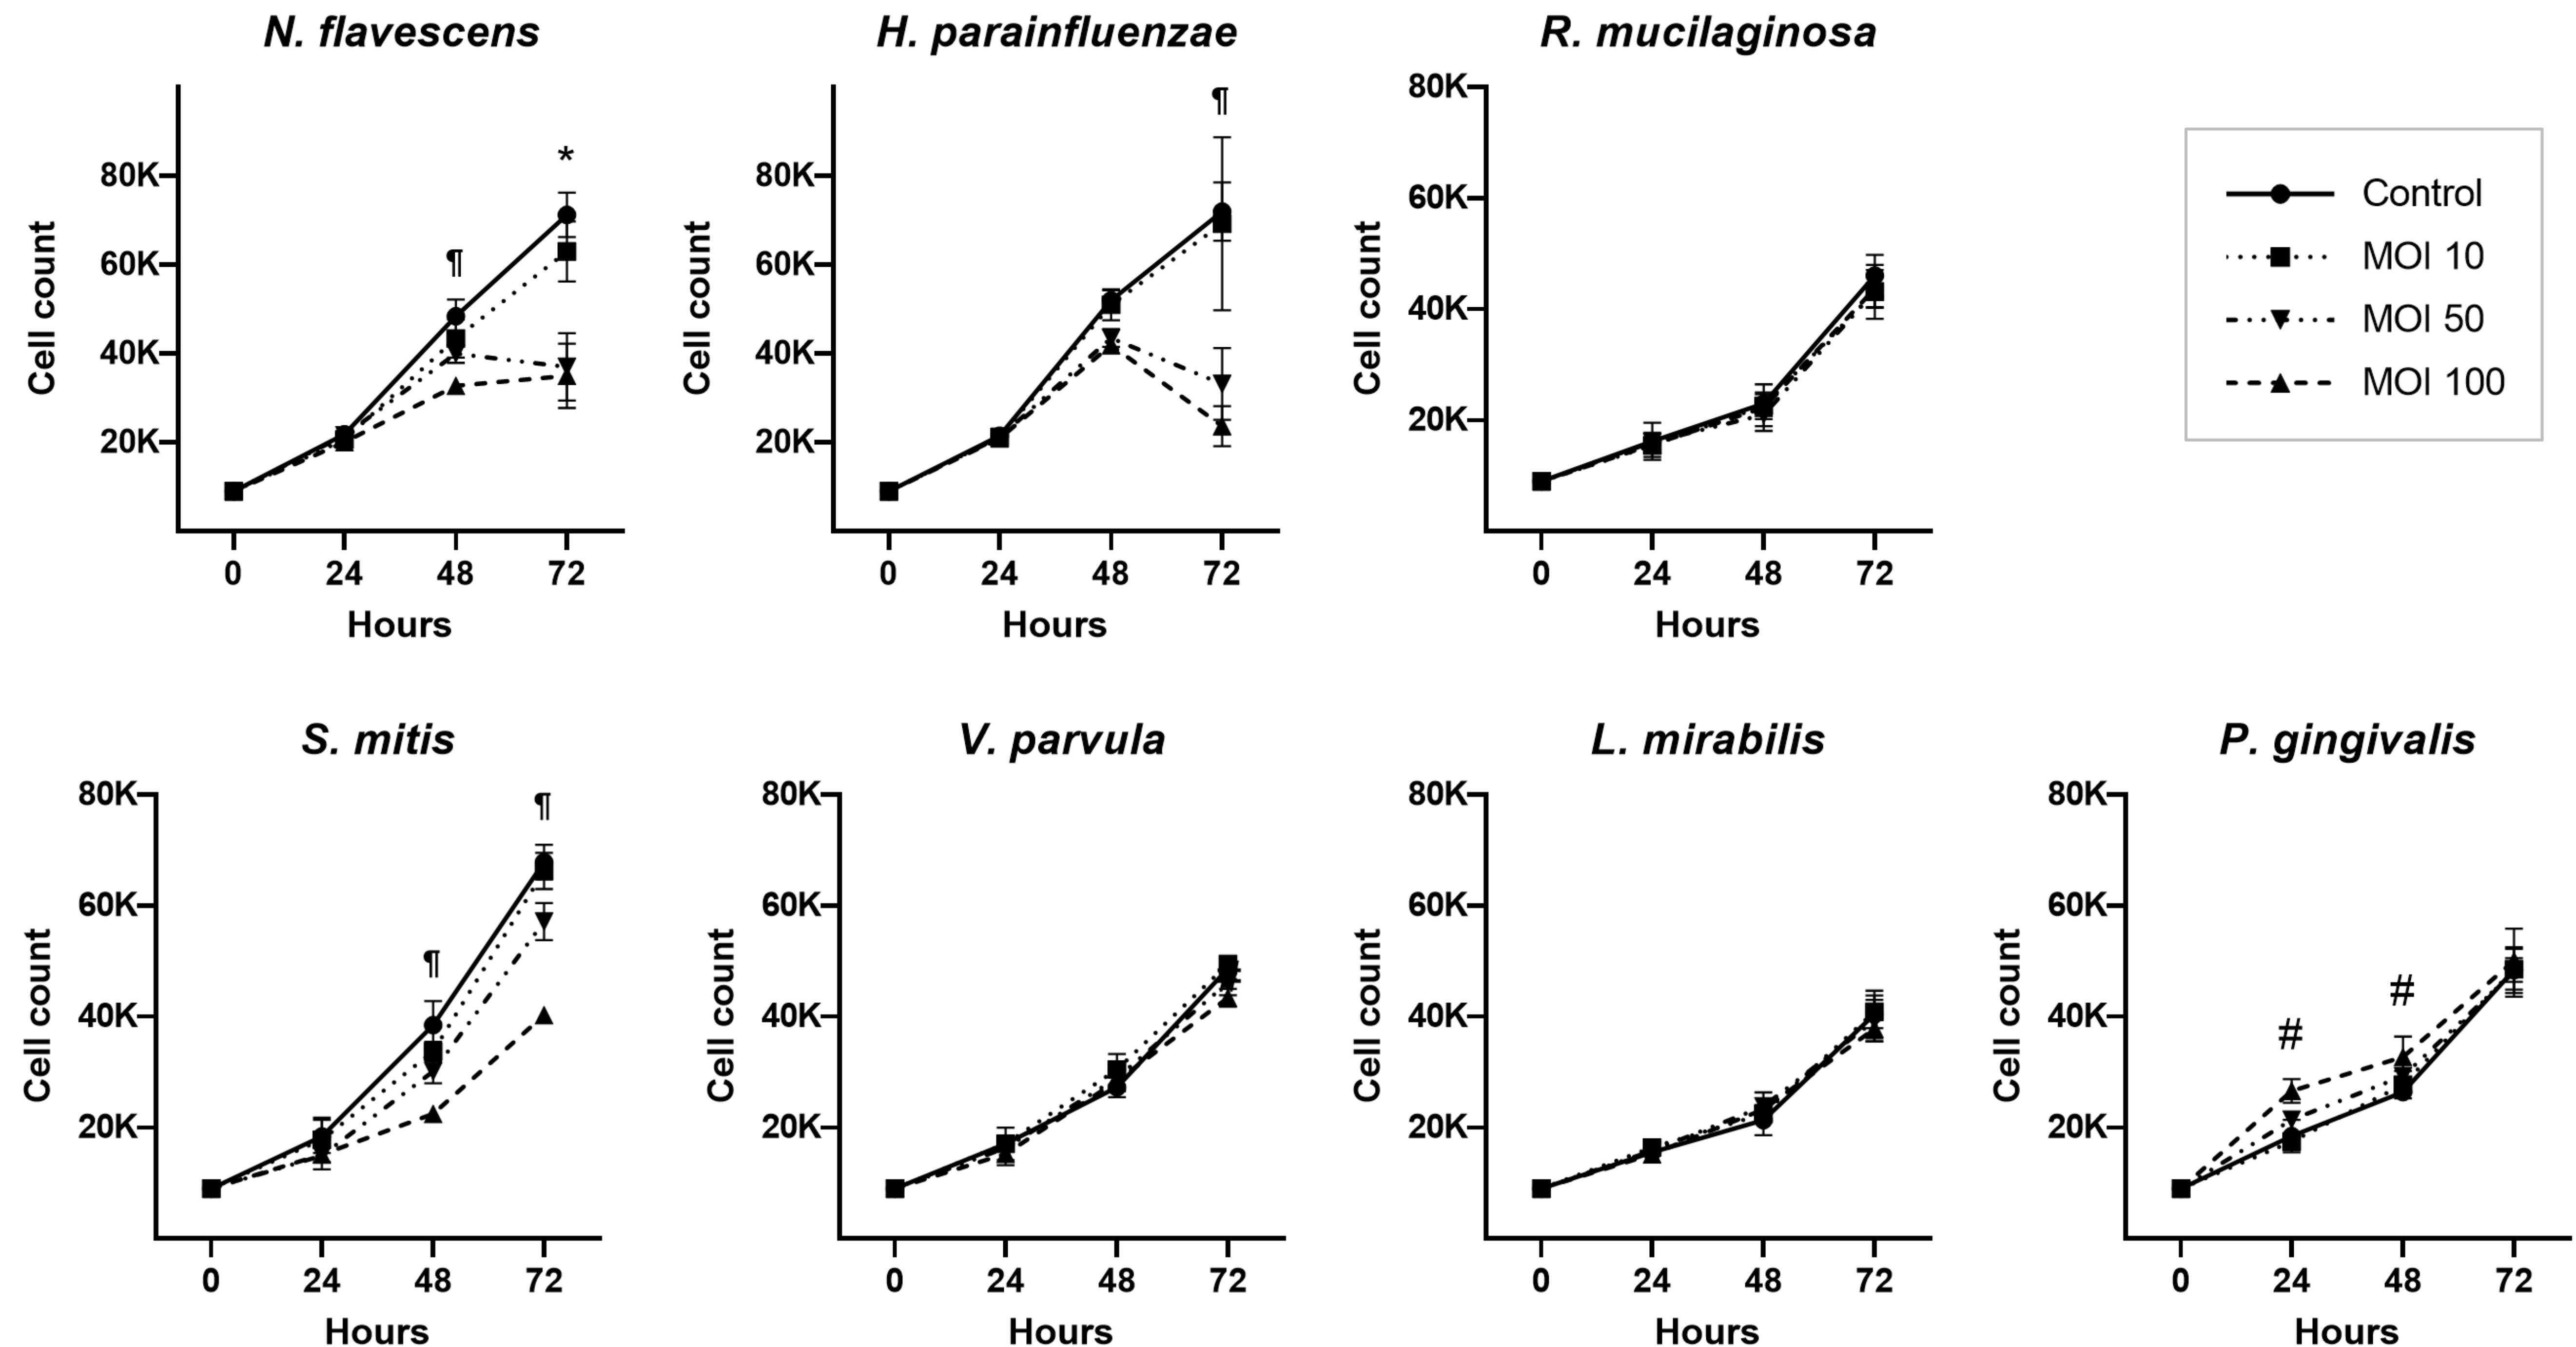 N. flavescens
¶
*
80K
60K
40K
20K
Cell count
0 24 48 72
Hours
H. parainfluenzae
¶
80K
60K
40K
20K
Cell count
0 24 48 72
Hours
R. mucilaginosa
80K
60K
40K
20K
Cell count
0 24 48 72
Hours
Control
MOI 10
MOI 50
MOI 100
S. mitis
¶
¶
80K
60K
40K
20K
Cell count
0 24 48 72
Hours
V. parvula
80K
60K
40K
20K
Cell count
0 24 48 72
Hours
L. mirabilis
80K
60K
40K
20K
Cell count
0 24 48 72
Hours
P. gingivalis
#
#
80K
60K
40K
20K
Cell count
0 24 48 72
Hours